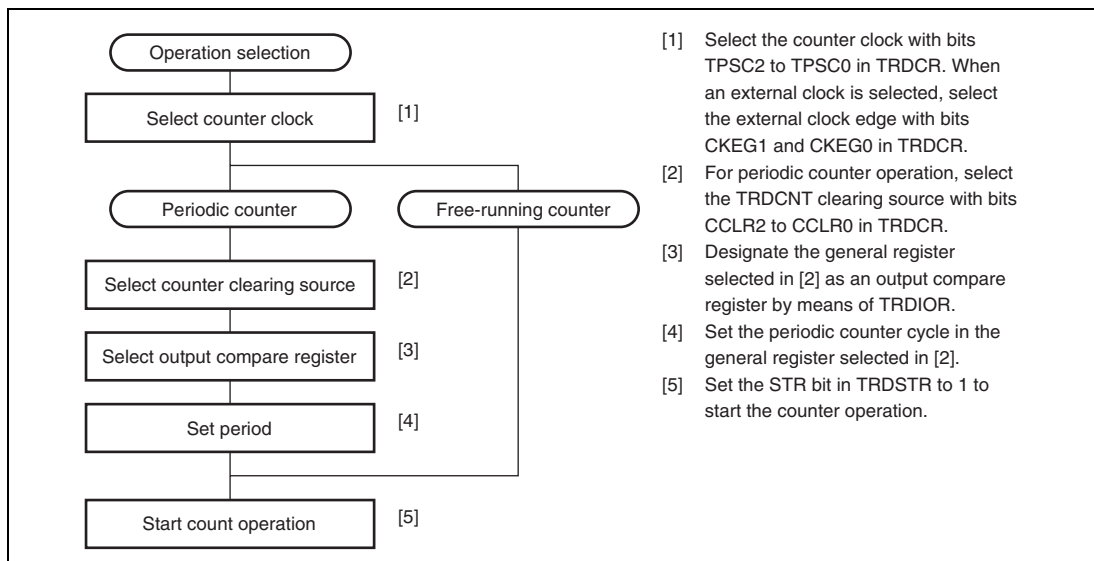 Operation selection
Select counter clock
[1]
Periodic counter
Free-running counter
Select counter clearing source
[2]
Select output compare register
[3]
Set period
[4]
Start count operation
[5]
[1] Select the counter clock with bits
TPSC2 to TPSC0 in TRDCR. When
an external clock is selected, select
the external clock edge with bits
CKEG1 and CKEG0 in TRDCR.
[2] For periodic counter operation, select
the TRDCNT clearing source with bits
CCLR2 to CCLR0 in TRDCR.
[3] Designate the general register
selected in [2] as an output compare
register by means of TRDIOR.
[4] Set the periodic counter cycle in the
general register selected in [2].
[5] Set the STR bit in TRDSTR to 1 to
start the counter operation.